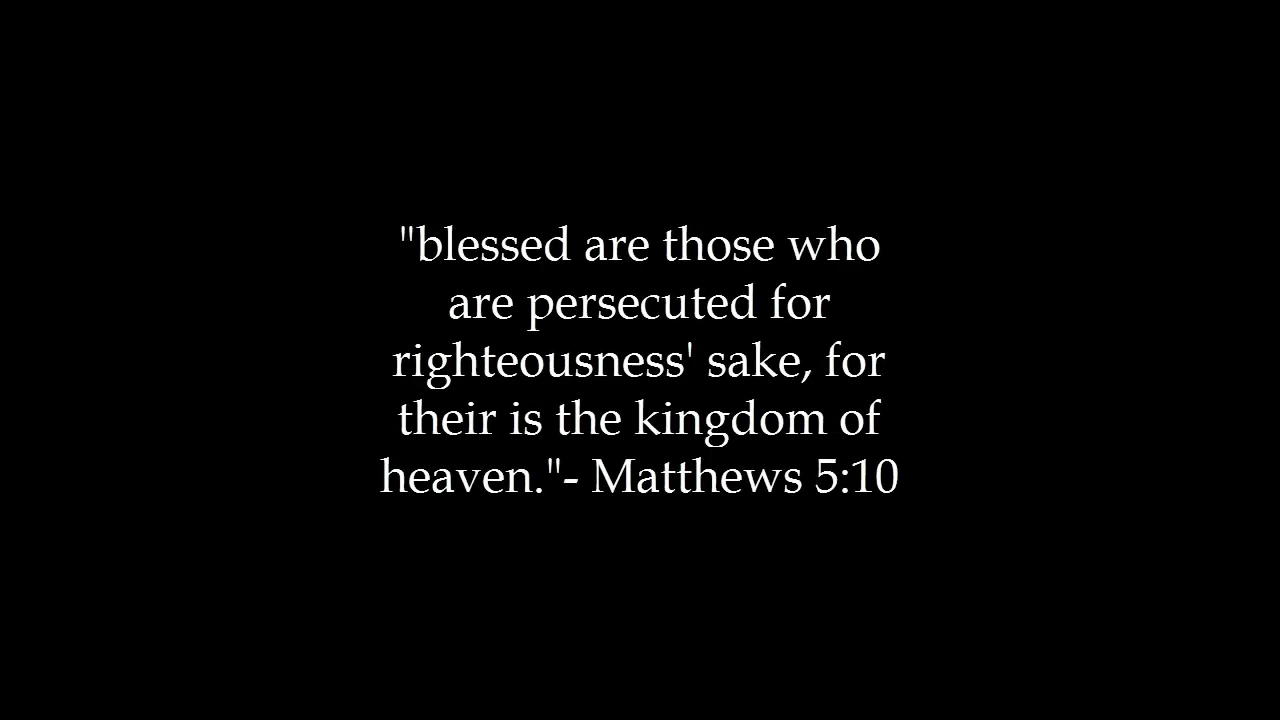 "blessed are those who
are persecuted for
righteousness' sake, for
their is the kingdom of
heaven."- Matthews 5:10